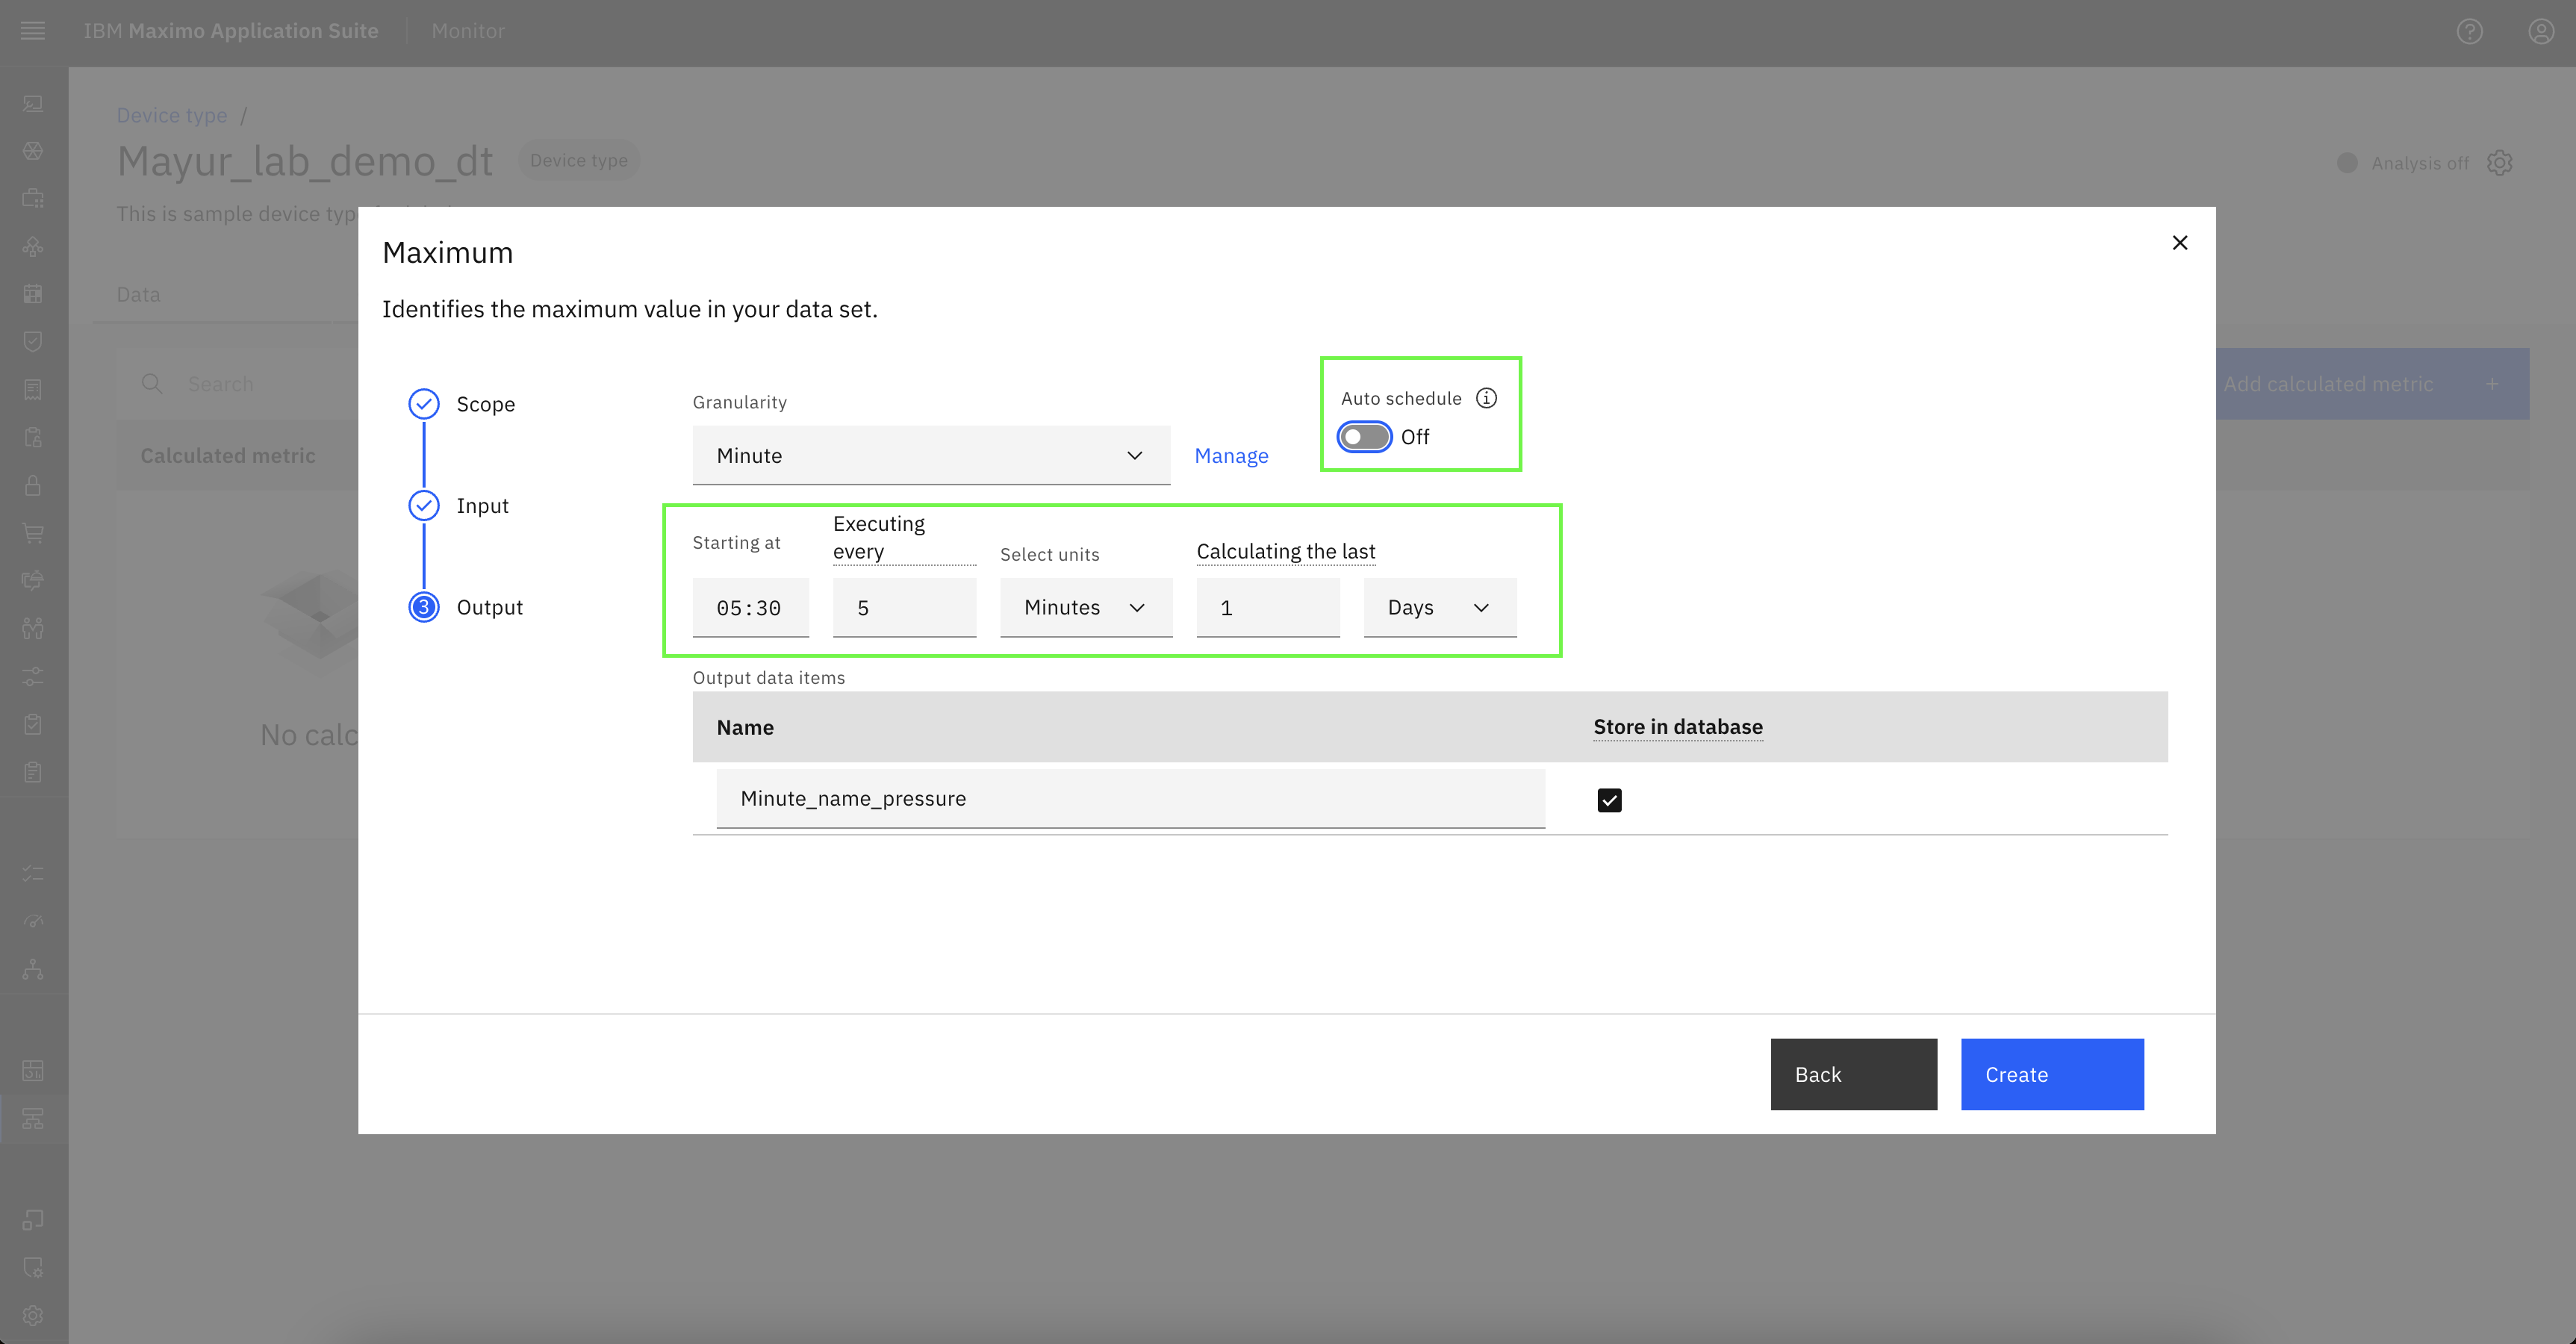 IBM Maximo Application Suite
Monitor
Device type /
Mayur_lab_demo_dt
Device type
Analysis off
This is sample device typ
Data
Search
Add calculated metric +
Calculated metric
No calc
Maximum
Identifies the maximum value in your data set.
Scope
Input
3 Output
Granularity
Minute
Manage
Auto schedule
Off
Starting at
Executing
every
Select units
Calculating the last
05:30
5
Minutes
1
Days
Output data items
Name
Store in database
Minute_name_pressure
Back
Create